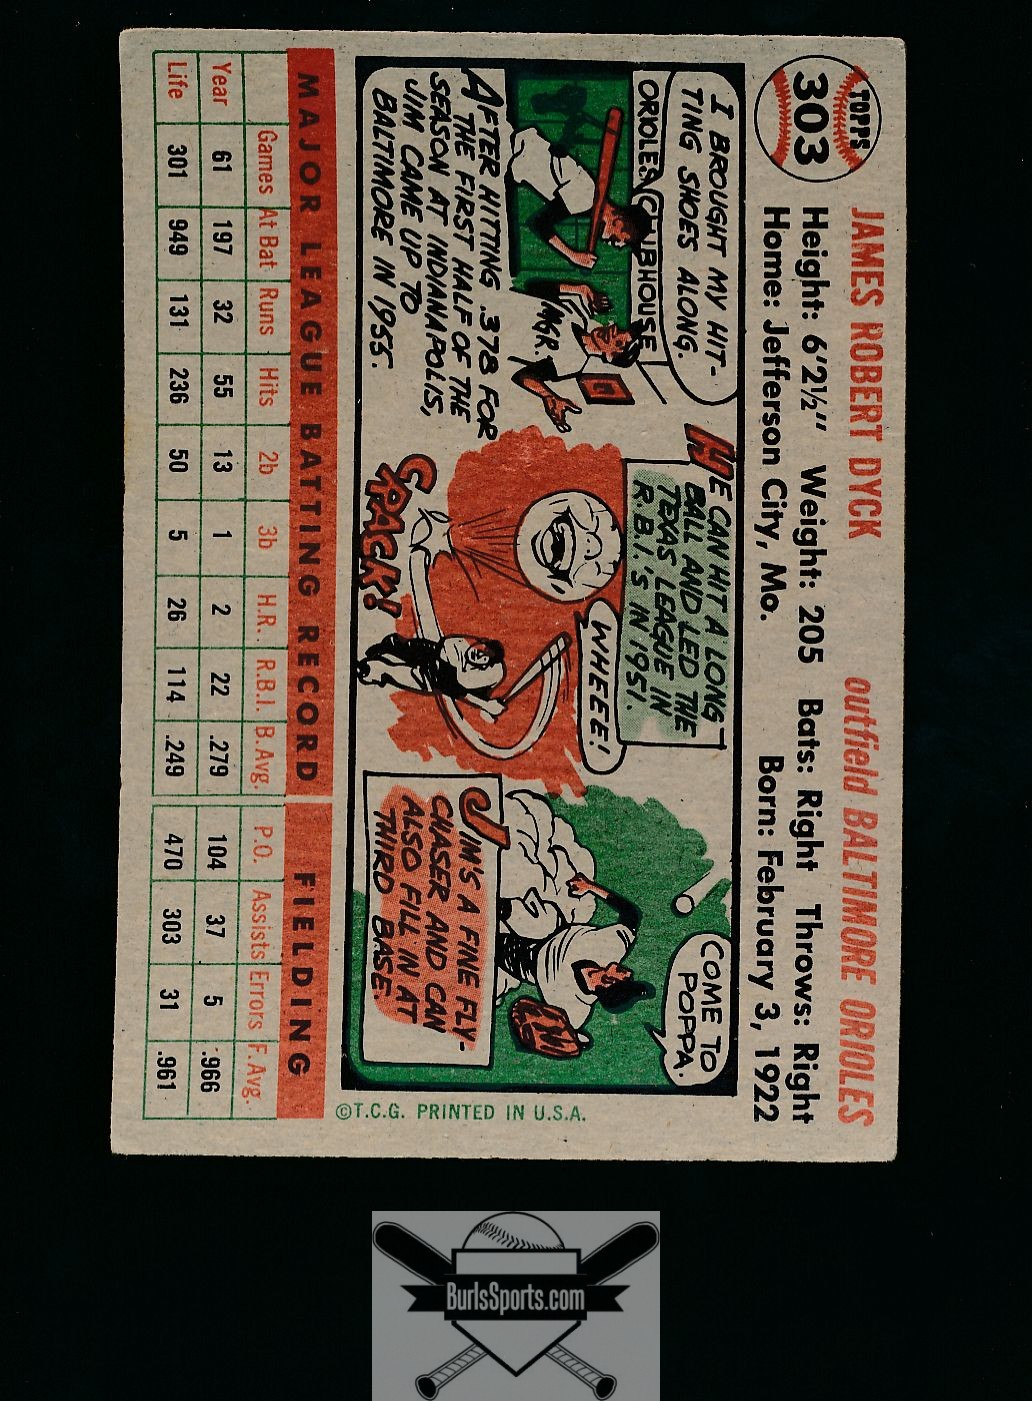 TOPPS
303
JAMES ROBERT DYCK outfield BALTIMORE ORIOLES
Height: 6'2½" Weight: 205 Bats: Right Throws: Right
Home: Jefferson City, Mo. Born: February 3, 1922
I BROUGHT MY HIT-
TING SHOES ALONG.
ORIOLES CLUBHOUSE
MGR.
AFTER HITTING .378 FOR
THE FIRST HALF OF THE
SEASON AT INDIANAPOLIS,
JIM CAME UP TO
BALTIMORE IN 1955.
HE CAN HIT A LONG
BALL AND LED THE
TEXAS LEAGUE IN
R.B.I.'S IN 1951.
WHEEE!
CRACK!
COME TO
POPPA.
JIM'S A FINE FLY-
CHASER AND CAN
ALSO FILL IN AT
THIRD BASE.
©T.C.G. PRINTED IN U.S.A.
MAJOR LEAGUE BATTING RECORD FIELDING
Games At Bat Runs Hits 2b 3b H.R. R.B.I. B.Avg. P.O. Assists Errors F.Avg.
Year 61 197 32 55 13 1 2 22 .279 104 37 5 .966
Life 301 949 131 236 50 5 26 114 .249 470 303 31 .961
BurlsSports.com